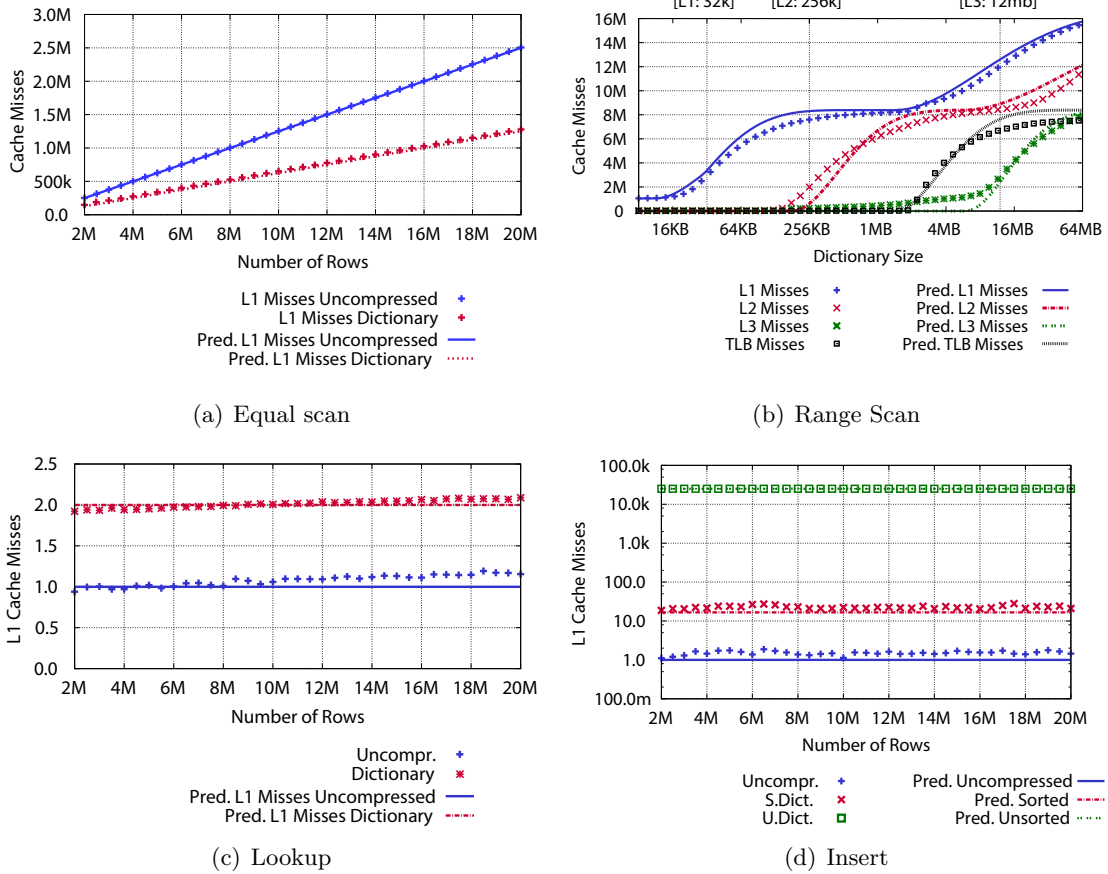 2.5M
2.0M
1.5M
1.0M
500k
0.0
Cache Misses
2M 4M 6M 8M 10M 12M 14M 16M 18M 20M
Number of Rows
L1 Misses Uncompressed
L1 Misses Dictionary
Pred. L1 Misses Uncompressed
Pred. L1 Misses Dictionary
(a) Equal scan
[L1: 32k] [L2: 256k] [L3: 12mb]
16M
14M
12M
10M
8M
6M
4M
2M
0
Cache Misses
16KB 64KB 256KB 1MB 4MB 16MB 64MB
Dictionary Size
L1 Misses Pred. L1 Misses
L2 Misses Pred. L2 Misses
L3 Misses Pred. L3 Misses
TLB Misses Pred. TLB Misses
(b) Range Scan
2.5
2.0
1.5
1.0
0.5
0.0
L1 Cache Misses
2M 4M 6M 8M 10M 12M 14M 16M 18M 20M
Number of Rows
Uncompr.
Dictionary
Pred. L1 Misses Uncompressed
Pred. L1 Misses Dictionary
(c) Lookup
100.0k
10.0k
1.0k
100.0
10.0
1.0
100.0m
L1 Cache Misses
2M 4M 6M 8M 10M 12M 14M 16M 18M 20M
Number of Rows
Uncompr. Pred. Uncompressed
S.Dict. Pred. Sorted
U.Dict. Pred. Unsorted
(d) Insert